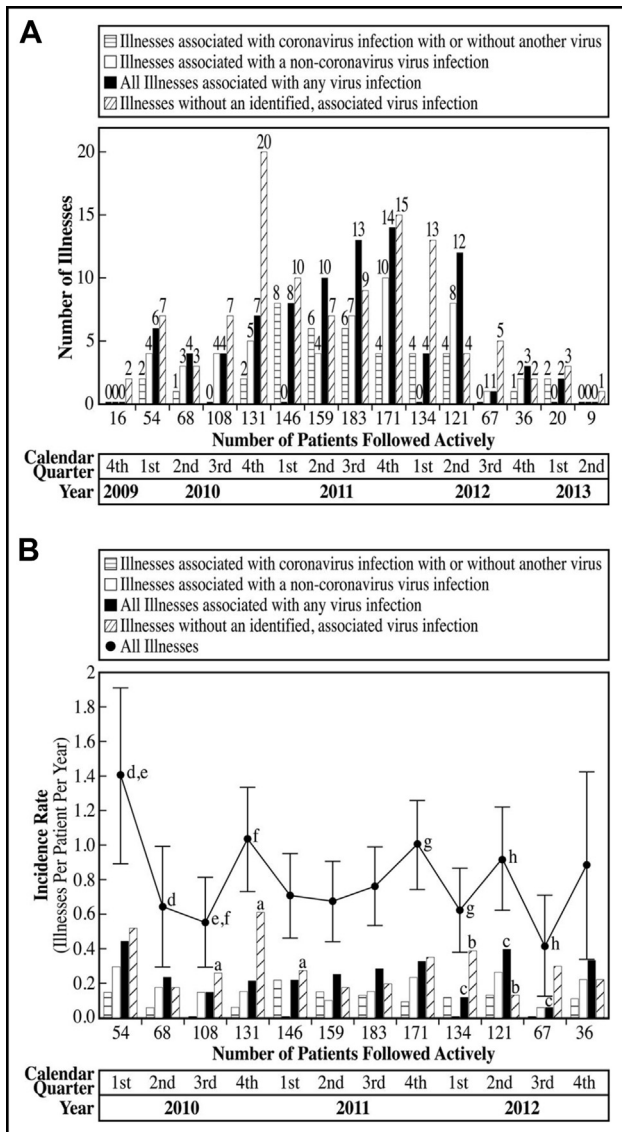 A
Illnesses associated with coronavirus infection with or without another virus
Illnesses associated with a non-coronavirus virus infection
All Illnesses associated with any virus infection
Illnesses without an identified, associated virus infection
Number of Illnesses
20
15
10
5
0
0 0 0 2
2 4 6 7
1 3 4 3
0 4 4 7
2 5 7 20
8 0 8 10
6 4 10 7
6 7 13 9
4 10 14 15
4 0 4 13
4 8 12 4
0 1 1 5
1 2 3 2
2 0 2 3
0 0 0 1
16 54 68 108 131 146 159 183 171 134 121 67 36 20 9
Number of Patients Followed Actively
Calendar Quarter 4th 1st 2nd 3rd 4th 1st 2nd 3rd 4th 1st 2nd 3rd 4th 1st 2nd
Year 2009 2010 2011 2012 2013
B
Illnesses associated with coronavirus infection with or without another virus
Illnesses associated with a non-coronavirus virus infection
All Illnesses associated with any virus infection
Illnesses without an identified, associated virus infection
All Illnesses
Incidence Rate
(Illnesses Per Patient Per Year)
2
1.8
1.6
1.4
1.2
1.0
0.8
0.6
0.4
0.2
0.0
d,e
d
e,f
a
f
a
a
g
g
b
c
h
c
b
h
c
54 68 108 131 146 159 183 171 134 121 67 36
Number of Patients Followed Actively
Calendar Quarter 1st 2nd 3rd 4th 1st 2nd 3rd 4th 1st 2nd 3rd 4th
Year 2010 2011 2012